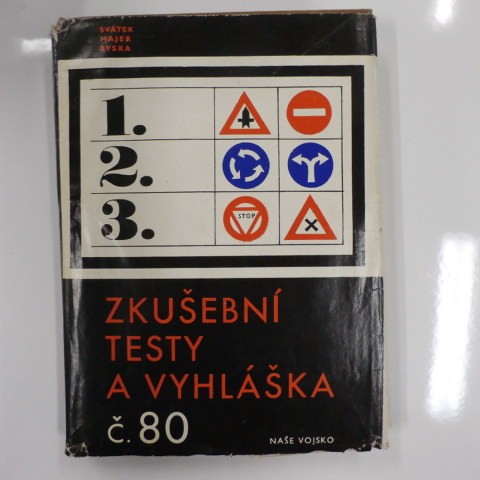 SVÁTEK
MAJER
RYSKA
1.
2.
3.
STOP
ZKUŠEBNÍ
TESTY
A VYHLÁŠKA
Č. 80
NAŠE VOJSKO